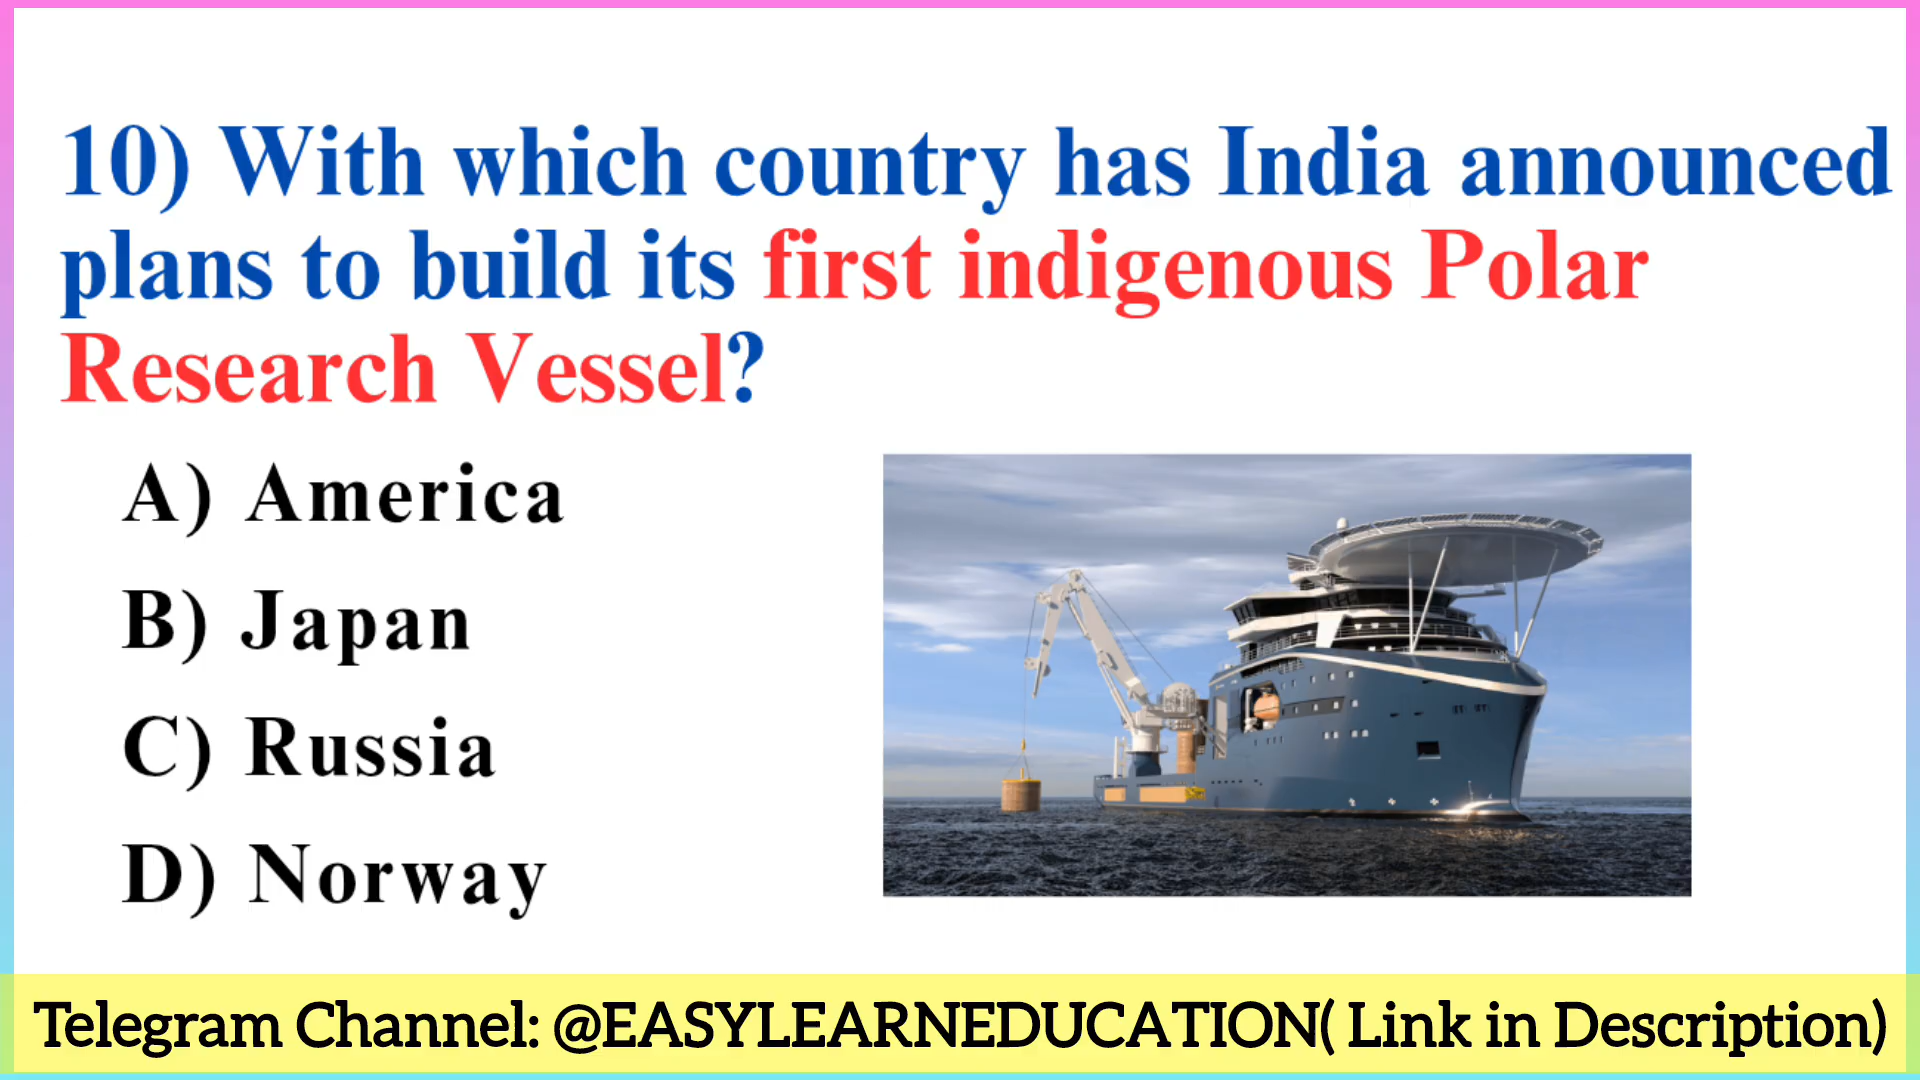 10) With which country has India announced
plans to build its first indigenous Polar
Research Vessel?
A) America
B) Japan
C) Russia
D) Norway
Telegram Channel: @EASYLEARNEDUCATION( Link in Description)